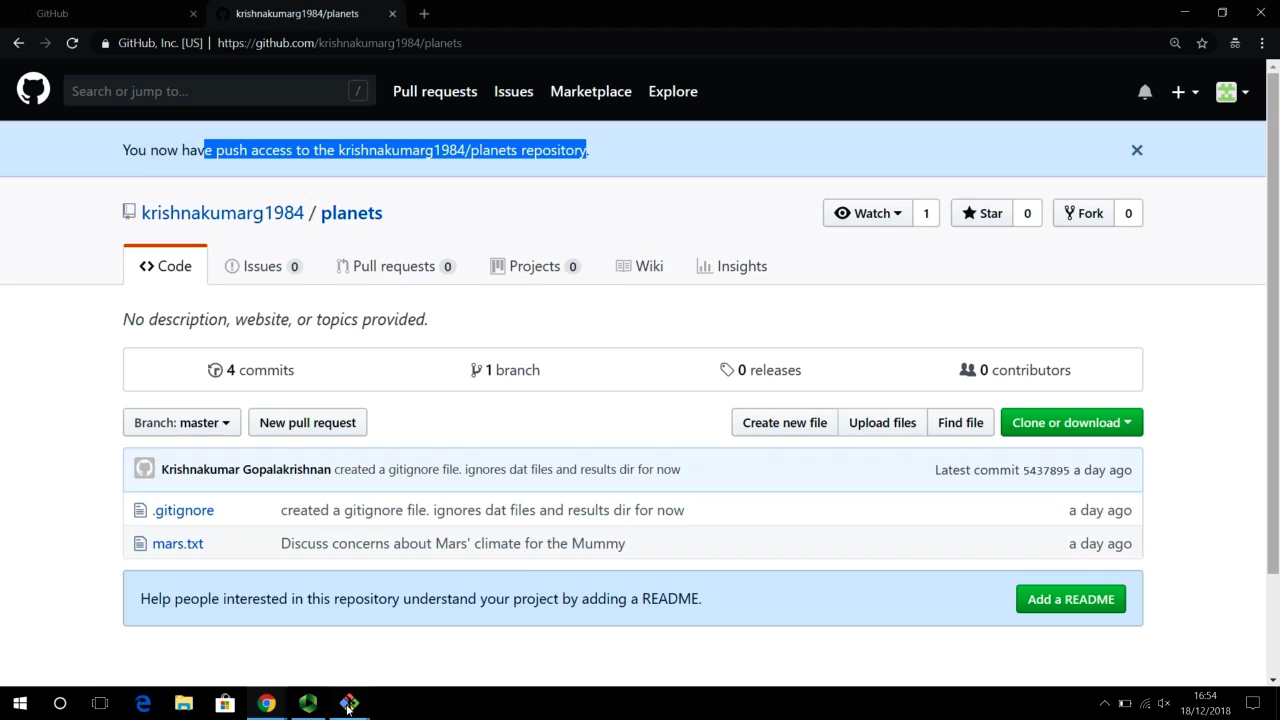 GitHub
krishnakumarg1984/planets
GitHub, Inc. [US] | https://github.com/krishnakumarg1984/planets
Search or jump to... /
Pull requests Issues Marketplace Explore
You now have push access to the krishnakumarg1984/planets repository.
krishnakumarg1984 / planets
Watch 1 Star 0 Fork 0
Code Issues 0 Pull requests 0 Projects 0 Wiki Insights
No description, website, or topics provided.
4 commits 1 branch 0 releases 0 contributors
Branch: master New pull request Create new file Upload files Find file Clone or download
Krishnakumar Gopalakrishnan created a gitignore file. ignores dat files and results dir for now Latest commit 5437895 a day ago
.gitignore created a gitignore file. ignores dat files and results dir for now a day ago
mars.txt Discuss concerns about Mars' climate for the Mummy a day ago
Help people interested in this repository understand your project by adding a README. Add a README
16:54
18/12/2018